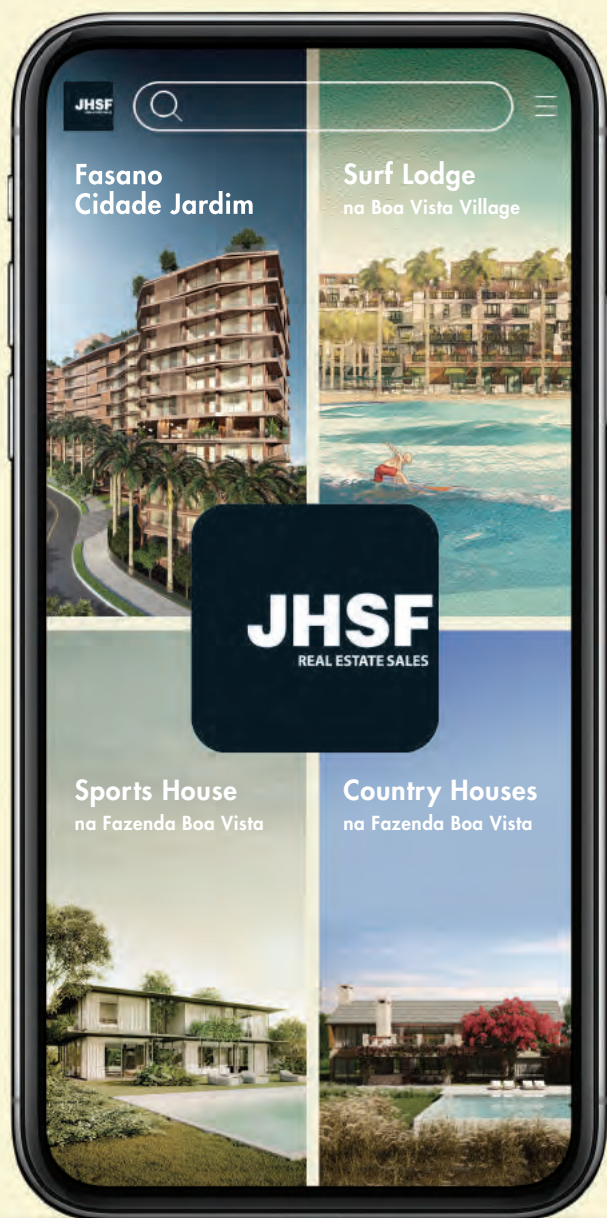 JHSF
Fasano
Cidade Jardim
Surf Lodge
na Boa Vista Village
JHSF
REAL ESTATE SALES
Sports House
na Fazenda Boa Vista
Country Houses
na Fazenda Boa Vista